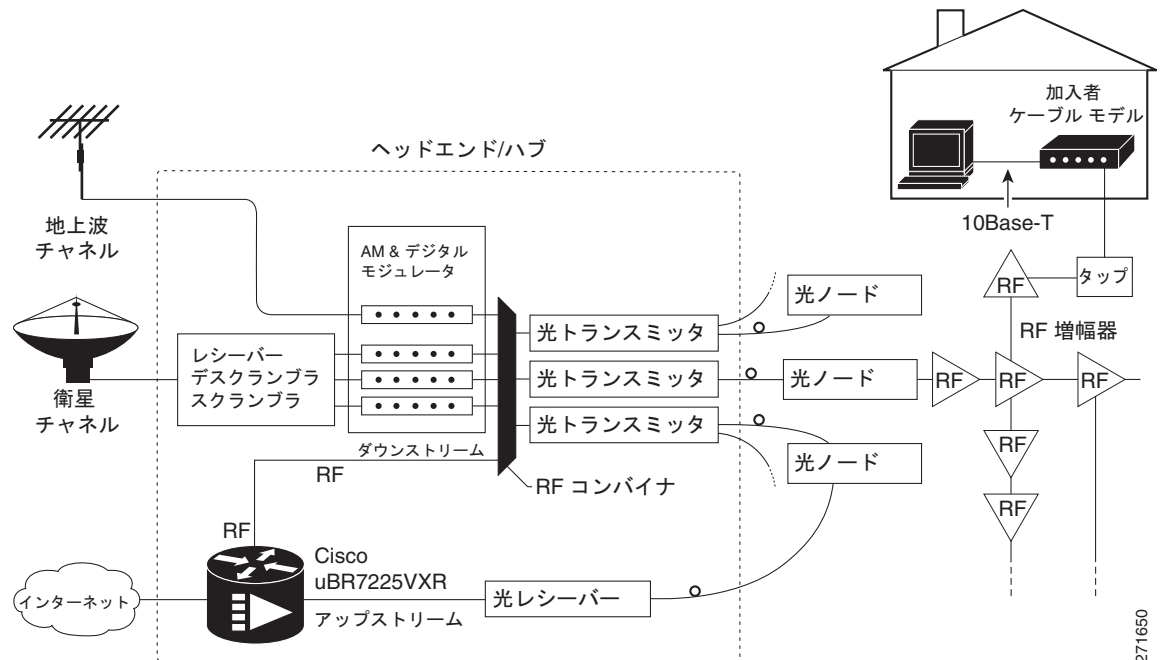 加入者
ケーブル モデル
10Base-T
ヘッドエンド/ハブ
地上波
チャネル
AM & デジタル
モジュレータ
光ノード
RF
タップ
光トランスミッタ
RF 増幅器
レシーバー
デスクランブラ
スクランブラ
光トランスミッタ
光ノード
RF
RF
RF
衛星
チャネル
光トランスミッタ
ダウンストリーム
RF
光ノード
RF
RF コンバイナ
RF
RF
Cisco
uBR7225VXR
インターネット
光レシーバー
アップストリーム
271650